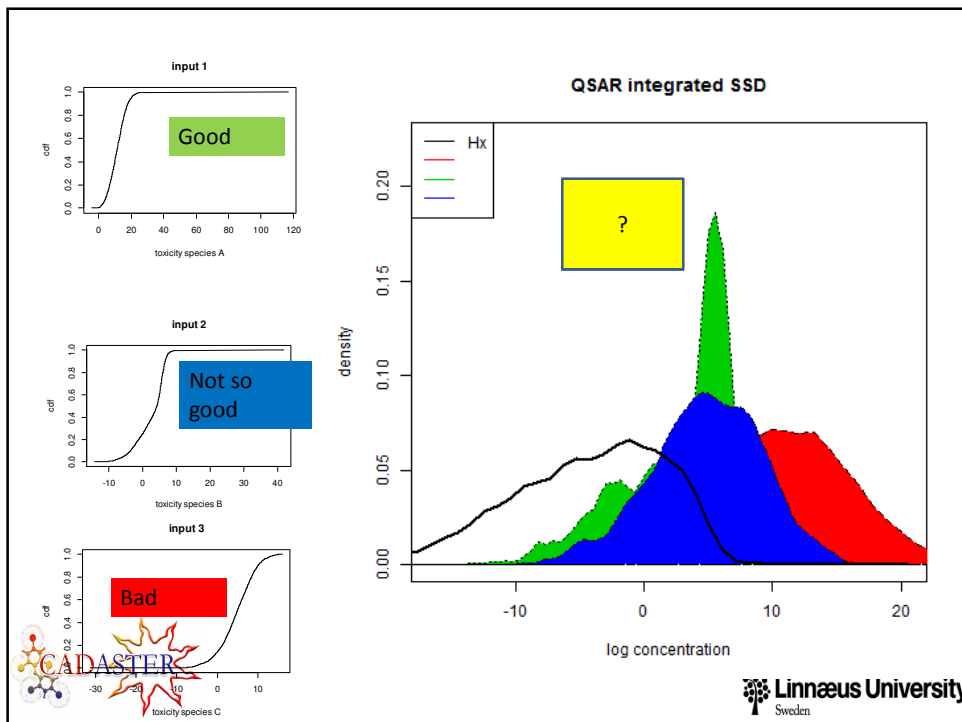 input 1
cdf
0.0 0.2 0.4 0.6 0.8 1.0
Good
0 20 40 60 80 100 120
toxicity species A
input 2
cdf
0.0 0.2 0.4 0.6 0.8 1.0
Not so
good
-10 0 10 20 30 40
toxicity species B
input 3
cdf
0.0 0.2 0.4 0.6 0.8 1.0
Bad
-30 -20 -10 0 10
toxicity species C
CADASTER
QSAR integrated SSD
Hx
?
density
0.00 0.05 0.10 0.15 0.20
-10 0 10 20
log concentration
Linnæus University
Sweden